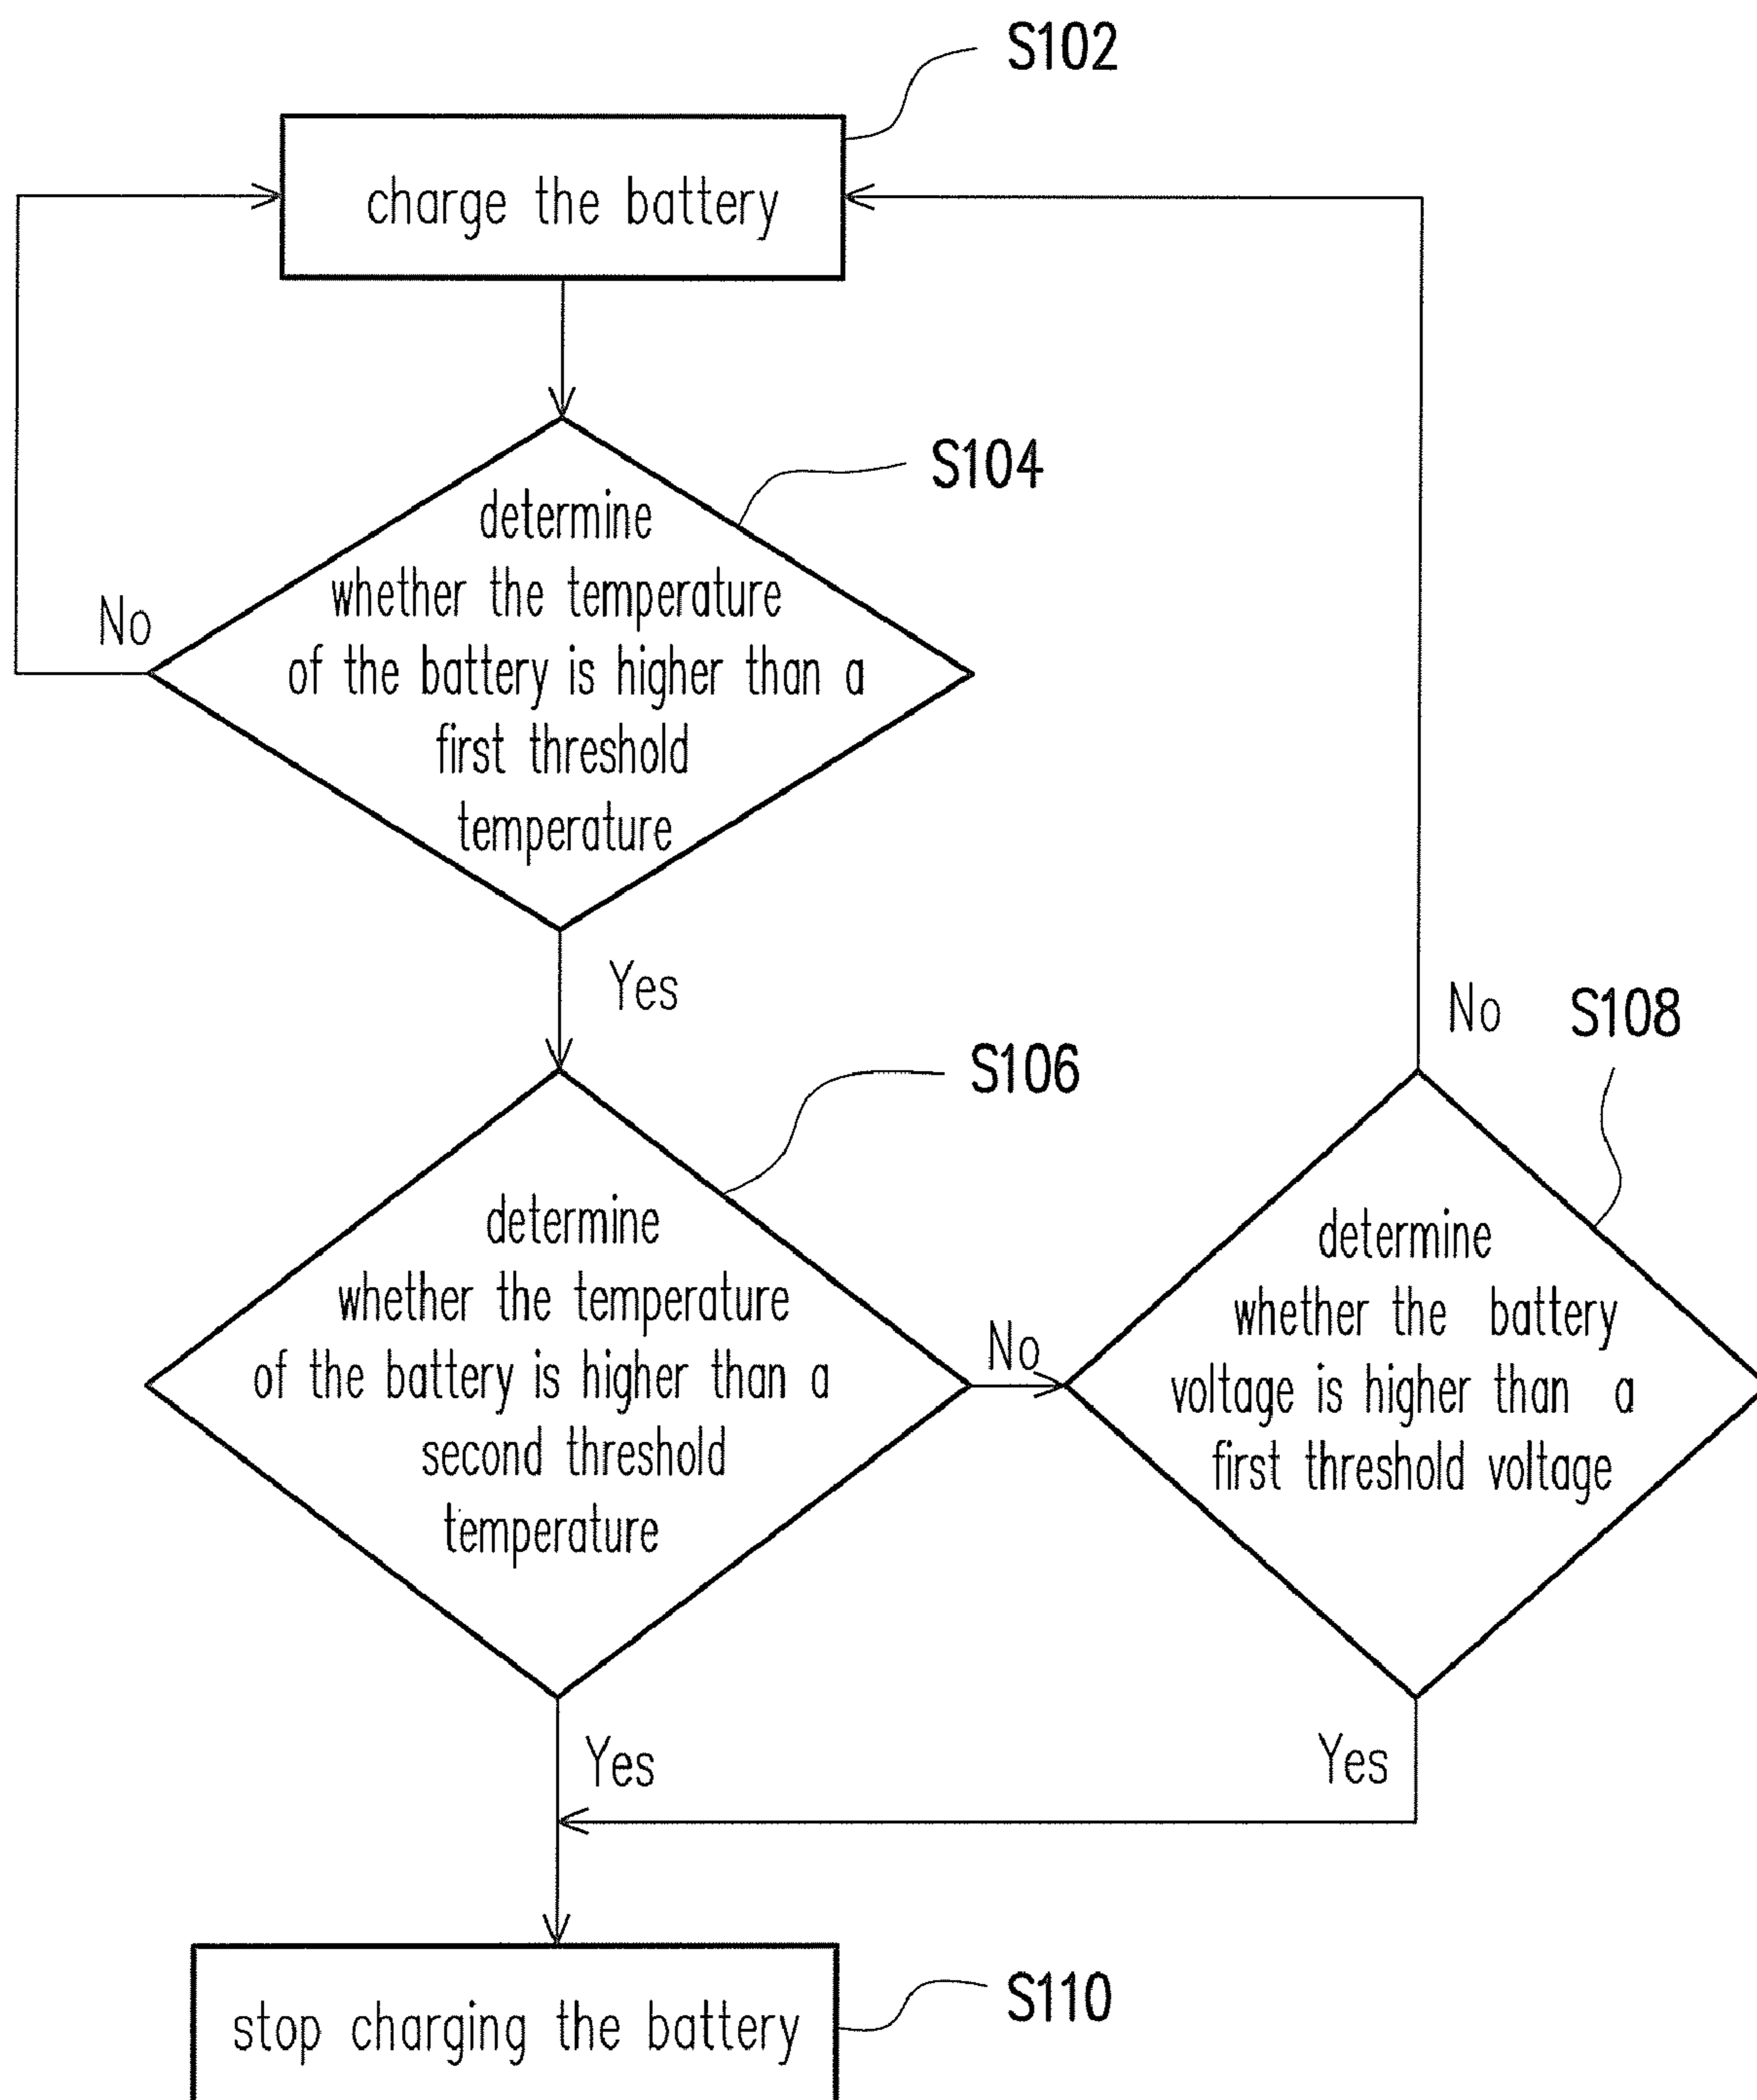 S102
charge the battery
S104
determine
whether the temperature
of the battery is higher than a
first threshold
temperature
No
Yes
S106
No
S108
determine
whether the temperature
of the battery is higher than a
second threshold
temperature
No
determine
whether the battery
voltage is higher than a
first threshold voltage
Yes
Yes
stop charging the battery
S110